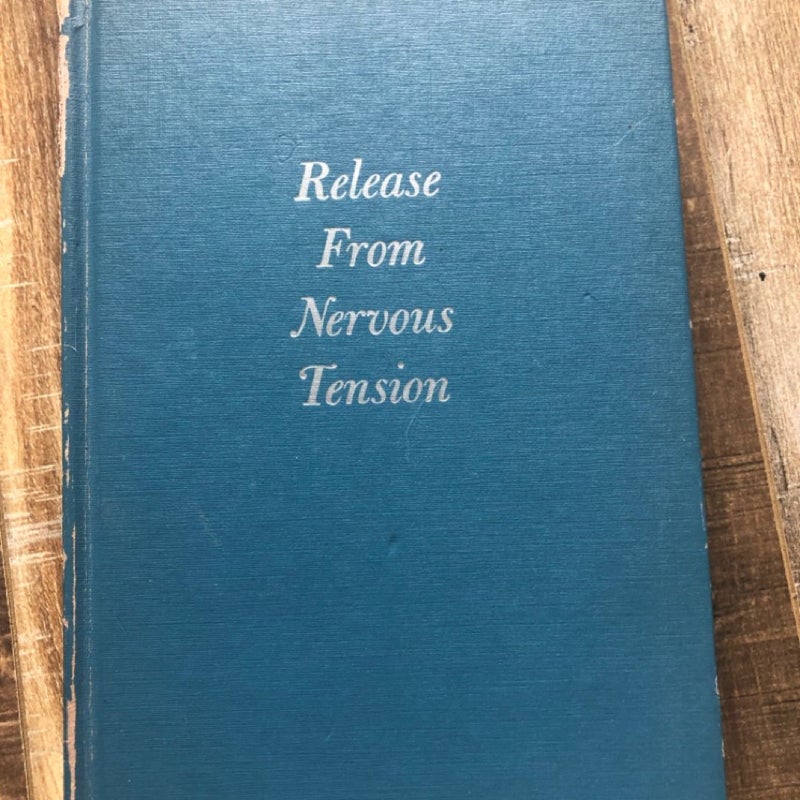 Release
From
Nervous
Tension